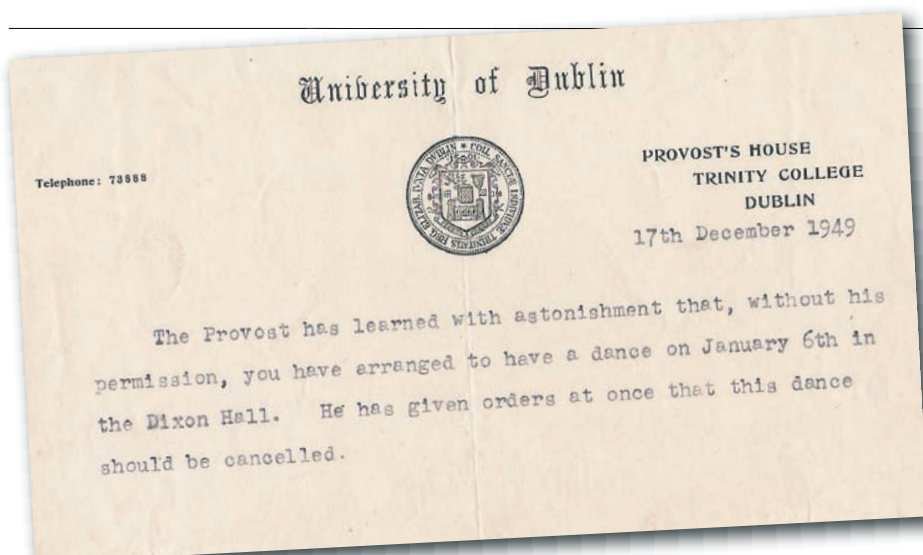 University of Dublin
Telephone: 73888
PROVOST'S HOUSE
TRINITY COLLEGE
DUBLIN
17th December 1949
The Provost has learned with astonishment that, without his
permission, you have arranged to have a dance on January 6th in
the Dixon Hall. He has given orders at once that this dance
should be cancelled.